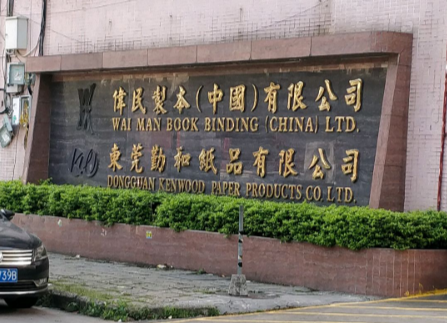 偉民製本(中國)有限公司
WAI MAN BOOK BINDING (CHINA) LTD.
東莞勤和紙品有限公司
DONGGUAN KENWOOD PAPER PRODUCTS CO. LTD.
739B